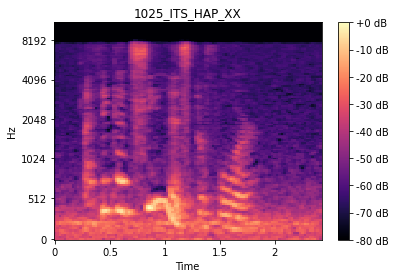 1025_ITS_HAP_XX
+0 dB
8192
-10 dB
4096
-20 dB
-30 dB
2048
Hz
-40 dB
1024
-50 dB
512
-60 dB
-70 dB
0
-80 dB
0 0.5 1 1.5 2
Time